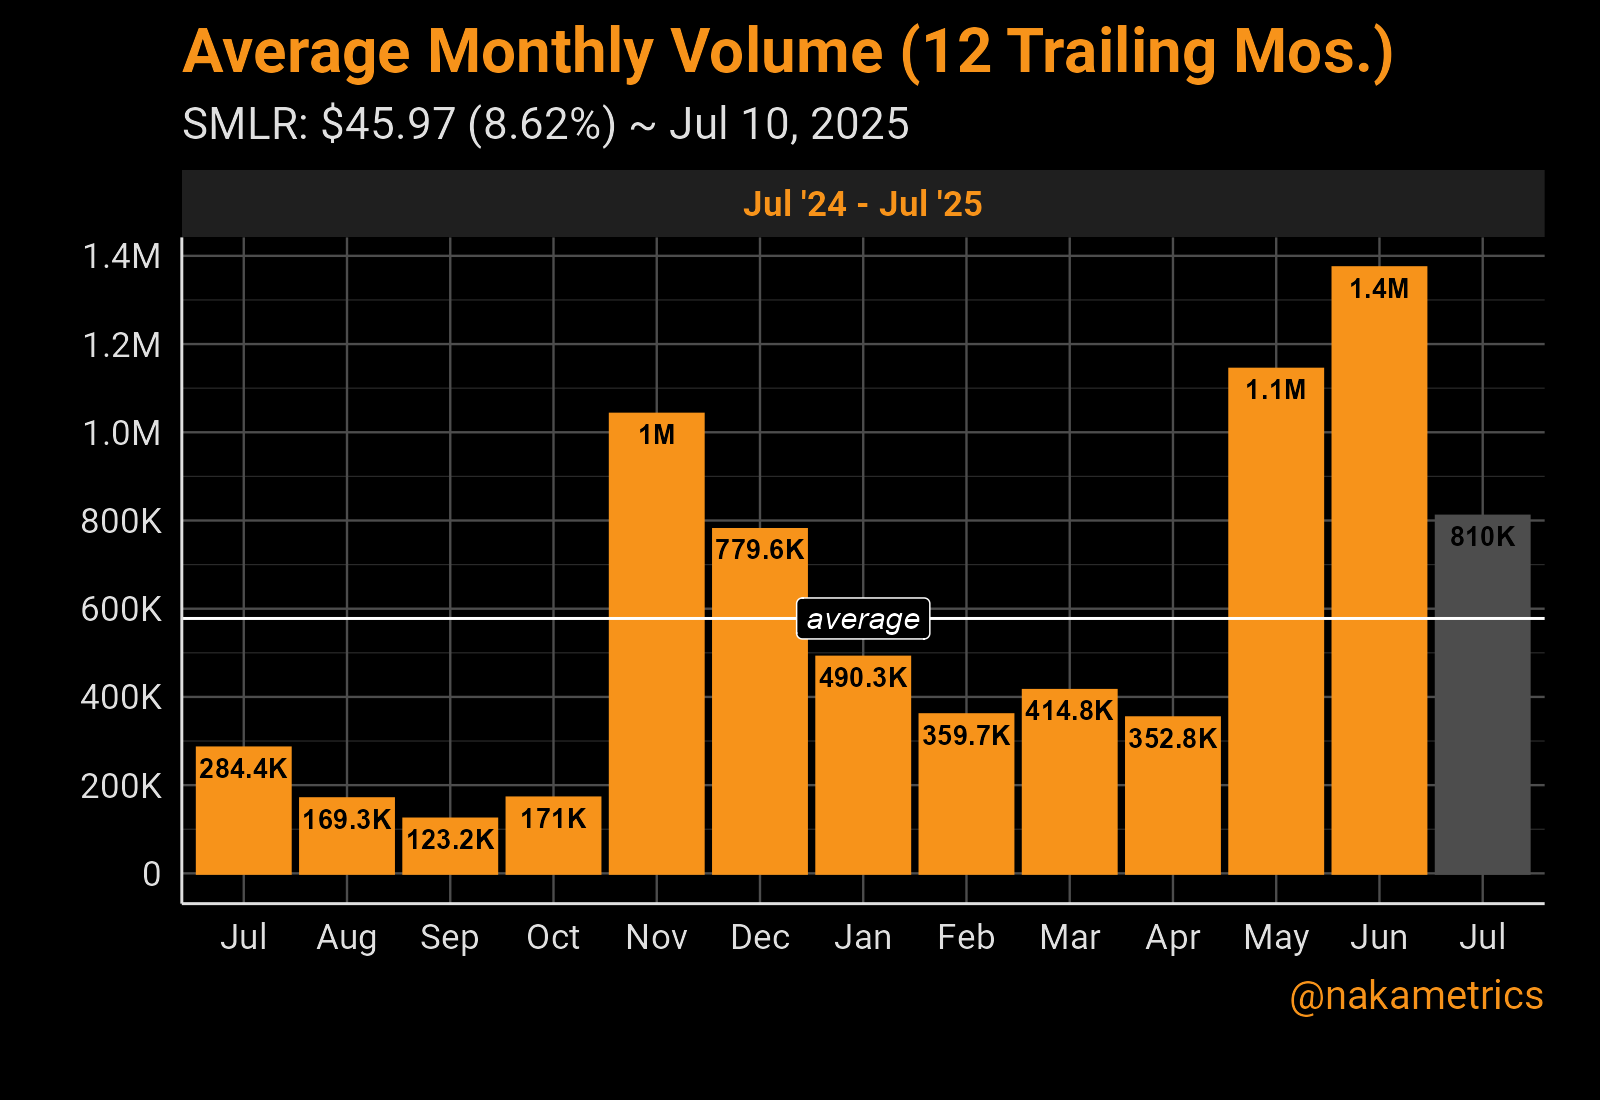 Average Monthly Volume (12 Trailing Mos.)
SMLR: $45.97 (8.62%) ~ Jul 10, 2025
Jul '24 - Jul '25
1.4M
1.2M
1.0M
800K
600K
400K
200K
0
284.4K
169.3K
123.2K
171K
1M
779.6K
490.3K
359.7K
414.8K
352.8K
1.1M
1.4M
810K
average
Jul Aug Sep Oct Nov Dec Jan Feb Mar Apr May Jun Jul
@nakametrics